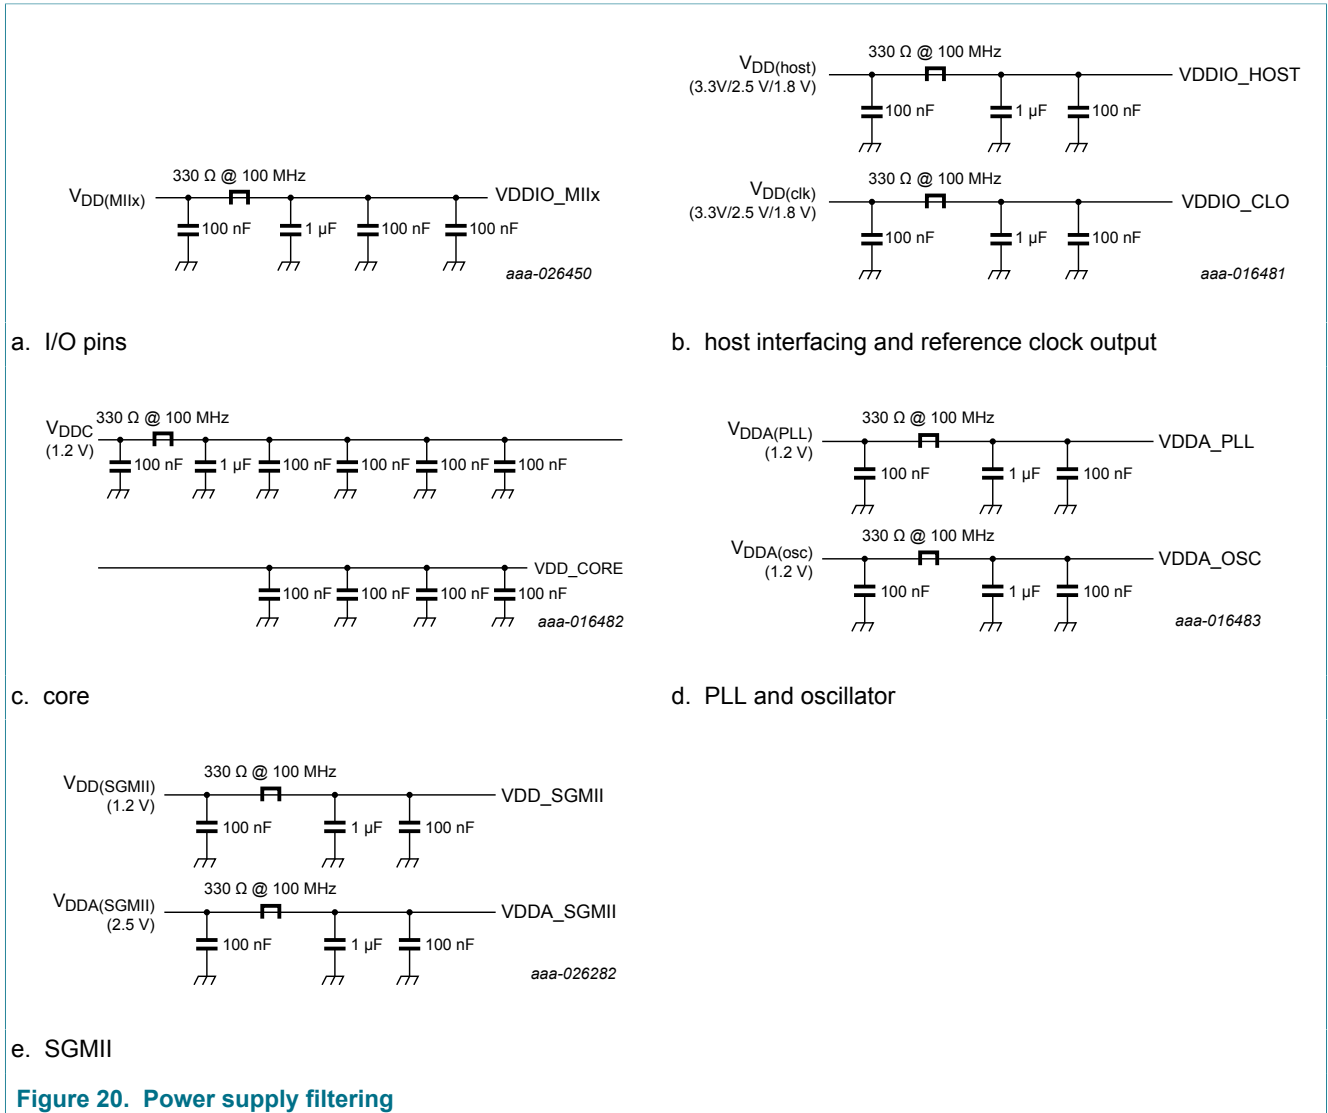 330 Ω @ 100 MHz
VDD(MIIx)
VDDIO_MIIx
100 nF
1 µF
100 nF
100 nF
aaa-026450
a. I/O pins
330 Ω @ 100 MHz
VDD(host)
(3.3V/2.5 V/1.8 V)
VDDIO_HOST
100 nF
1 µF
100 nF
330 Ω @ 100 MHz
VDD(clk)
(3.3V/2.5 V/1.8 V)
VDDIO_CLO
100 nF
1 µF
100 nF
aaa-016481
b. host interfacing and reference clock output
330 Ω @ 100 MHz
VDDC
(1.2 V)
100 nF
1 µF
100 nF
100 nF
100 nF
100 nF
VDD_CORE
100 nF
100 nF
100 nF
100 nF
aaa-016482
c. core
330 Ω @ 100 MHz
VDDA(PLL)
(1.2 V)
VDDA_PLL
100 nF
1 µF
100 nF
330 Ω @ 100 MHz
VDDA(osc)
(1.2 V)
VDDA_OSC
100 nF
1 µF
100 nF
aaa-016483
d. PLL and oscillator
330 Ω @ 100 MHz
VDD(SGMII)
(1.2 V)
VDD_SGMII
100 nF
1 µF
100 nF
330 Ω @ 100 MHz
VDDA(SGMII)
(2.5 V)
VDDA_SGMII
100 nF
1 µF
100 nF
aaa-026282
e. SGMII
Figure 20. Power supply filtering